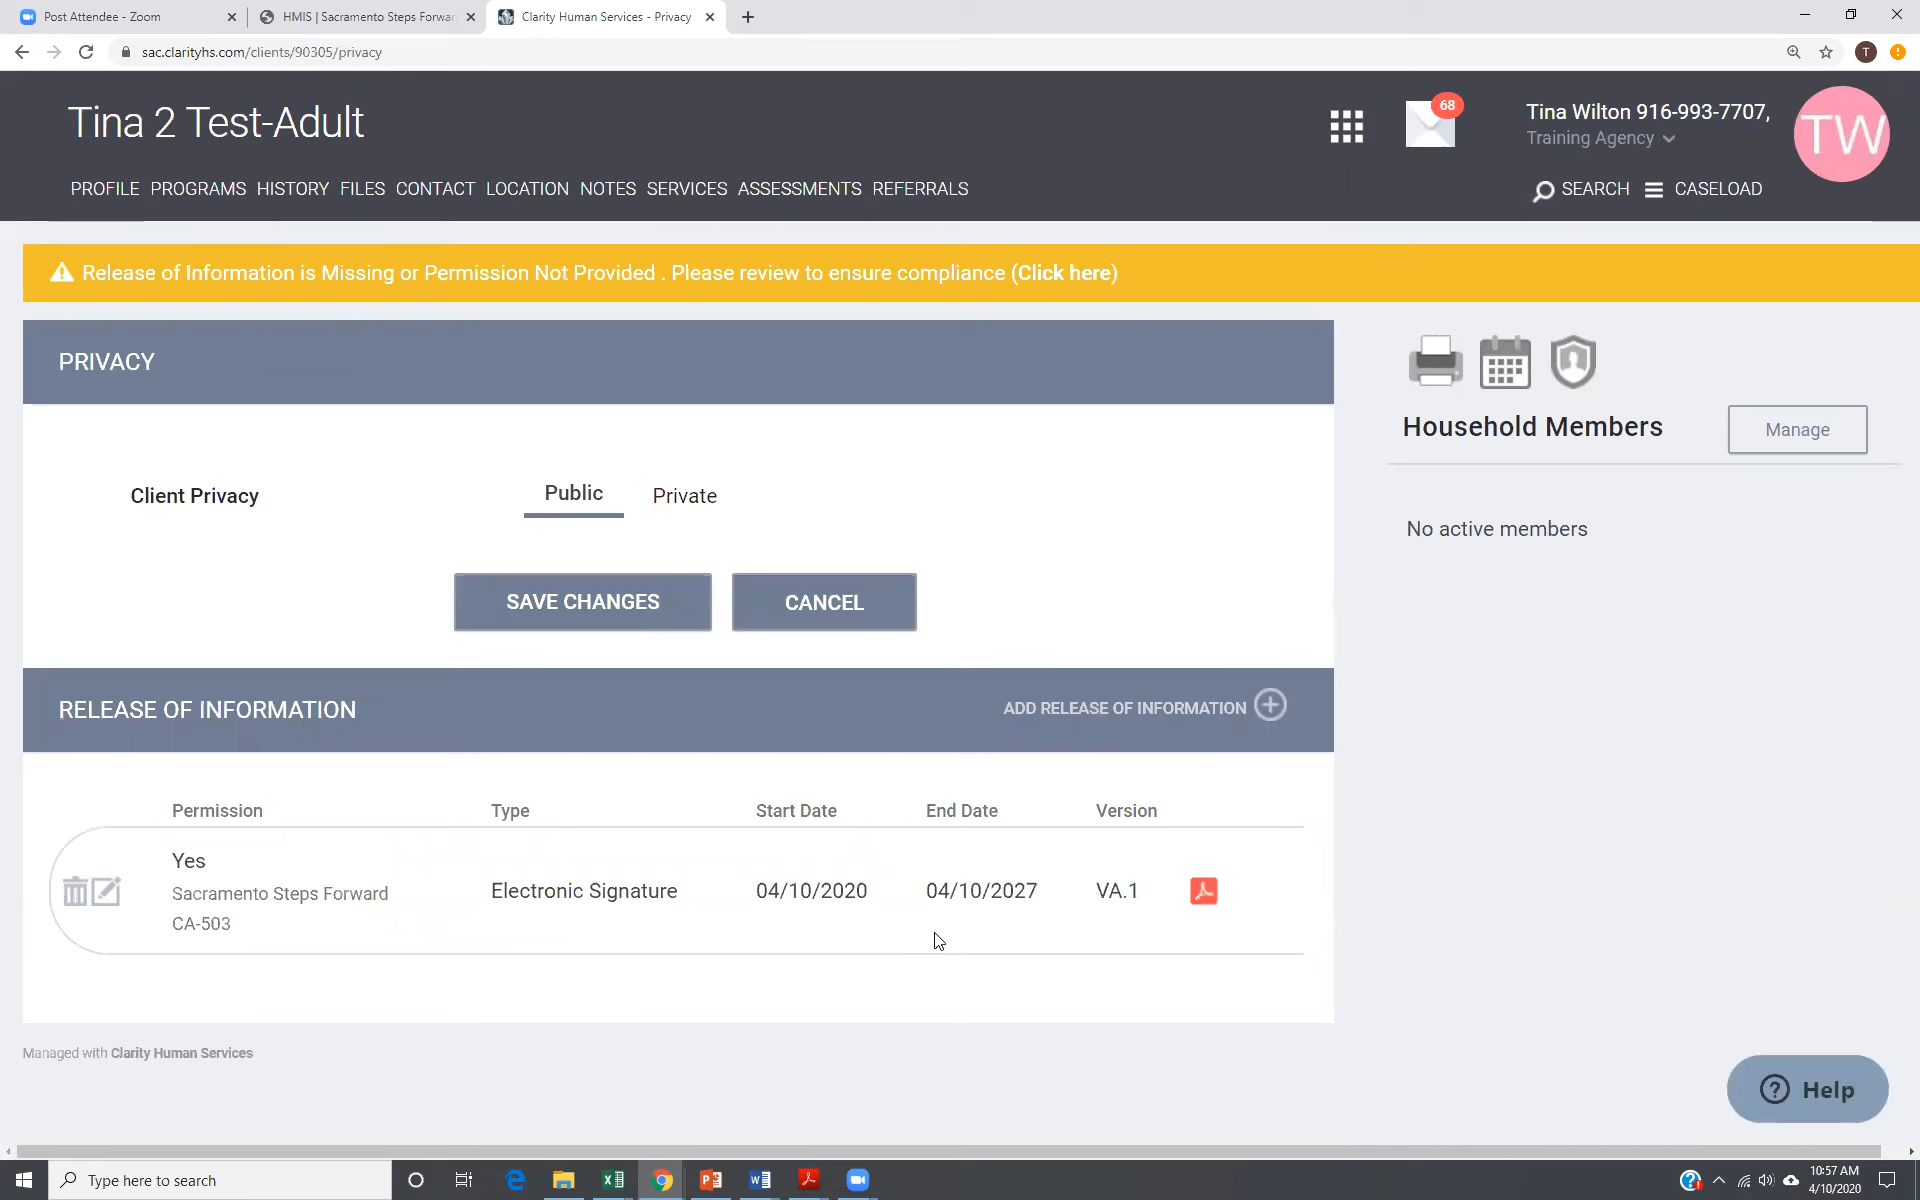 Post Attendee - Zoom
HMIS | Sacramento Steps Forwar
Clarity Human Services - Privacy
sac.clarityhs.com/clients/90305/privacy
T
Tina 2 Test-Adult
68
Tina Wilton 916-993-7707,
Training Agency
TW
PROFILE PROGRAMS HISTORY FILES CONTACT LOCATION NOTES SERVICES ASSESSMENTS REFERRALS
SEARCH CASELOAD
Release of Information is Missing or Permission Not Provided . Please review to ensure compliance (Click here)
PRIVACY
Household Members
Manage
Client Privacy
Public
Private
No active members
SAVE CHANGES
CANCEL
RELEASE OF INFORMATION
ADD RELEASE OF INFORMATION
Permission Type Start Date End Date Version
Yes
Sacramento Steps Forward
CA-503
Electronic Signature 04/10/2020 04/10/2027 VA.1
Managed with Clarity Human Services
Help
Type here to search
10:57 AM
4/10/2020